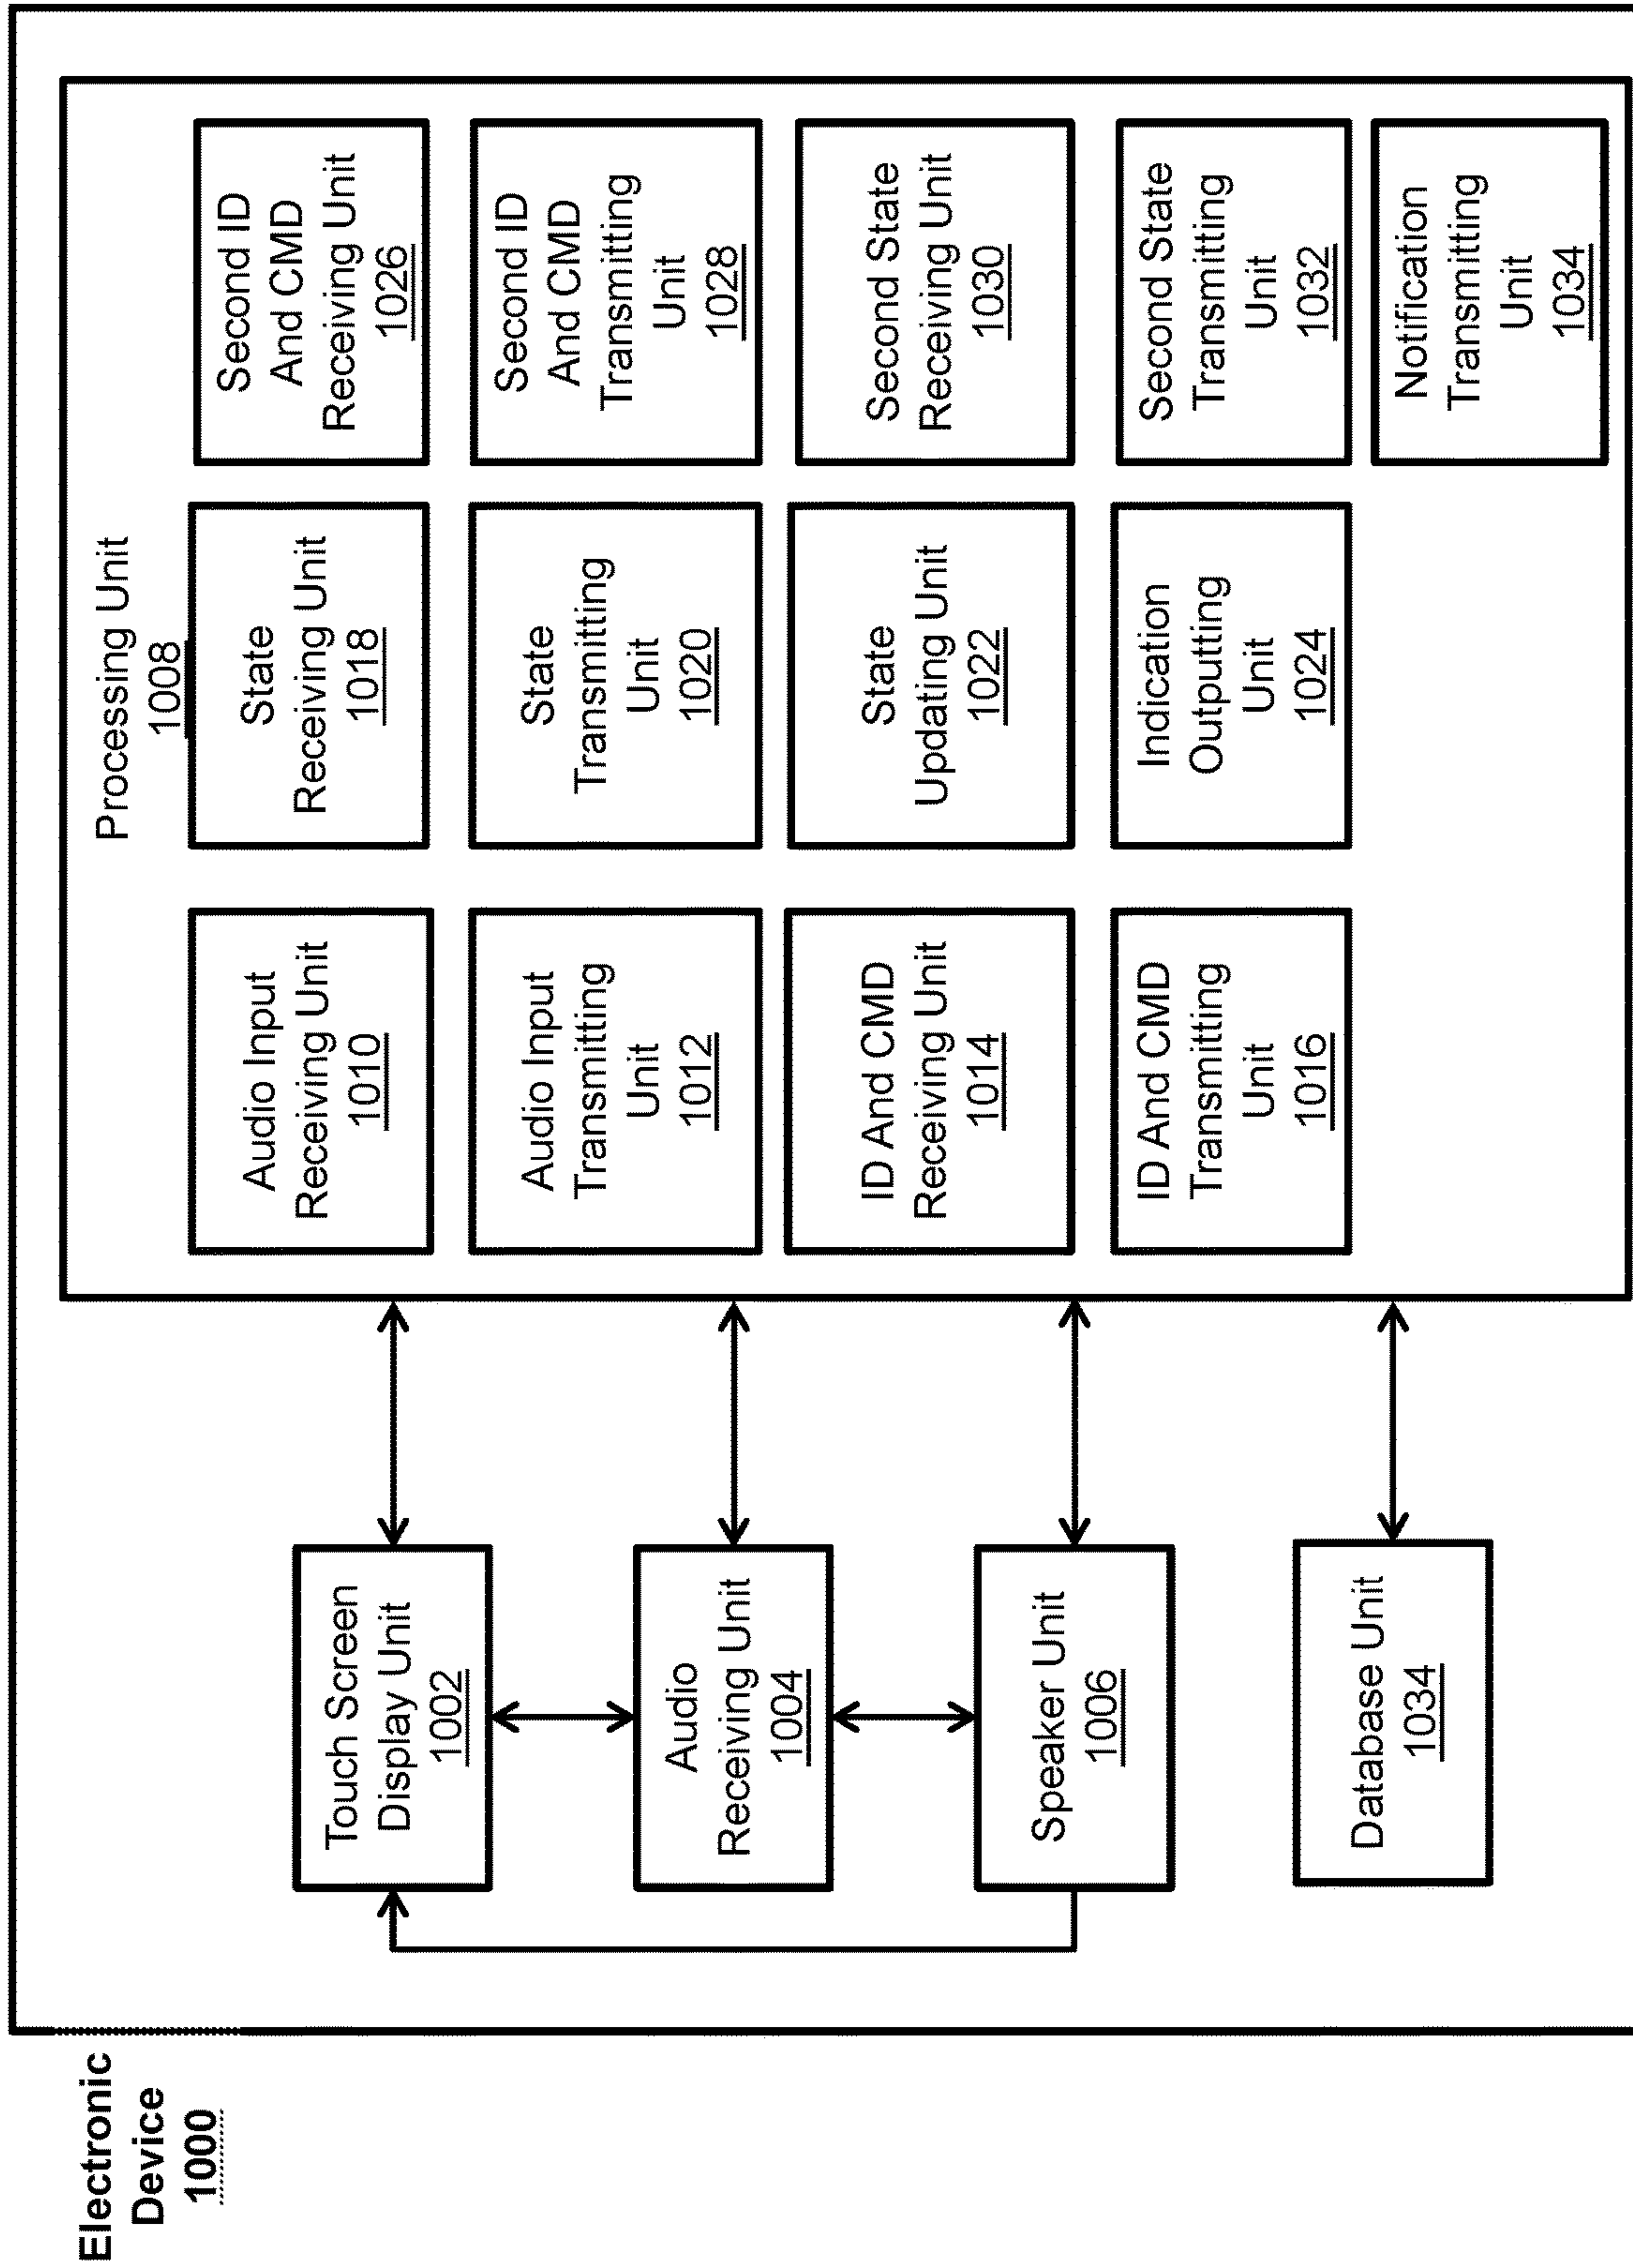 Electronic
Device
1000
Touch Screen
Display Unit
1002
Audio
Receiving Unit
1004
Speaker Unit
1006
Database Unit
1034
Processing Unit
1008
Audio Input
Receiving Unit
1010
Audio Input
Transmitting
Unit
1012
ID And CMD
Receiving Unit
1014
ID And CMD
Transmitting
Unit
1016
State
Receiving Unit
1018
State
Transmitting
Unit
1020
State
Updating Unit
1022
Indication
Outputting
Unit
1024
Second ID
And CMD
Receiving Unit
1026
Second ID
And CMD
Transmitting
Unit
1028
Second State
Receiving Unit
1030
Second State
Transmitting
Unit
1032
Notification
Transmitting
Unit
1034